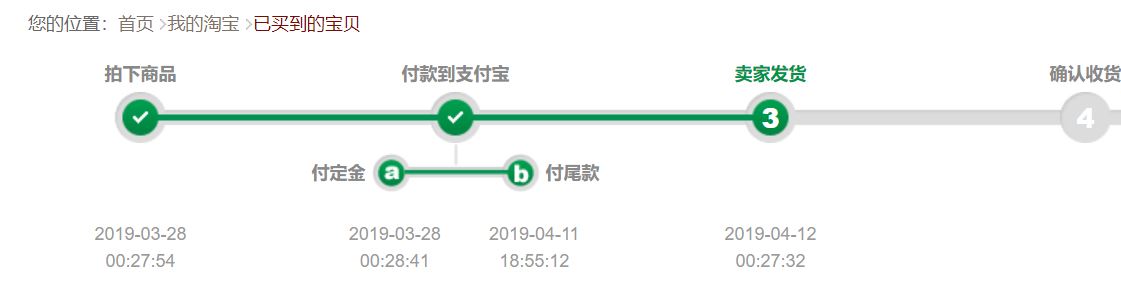 您的位置：首页 >我的淘宝 >已买到的宝贝
拍下商品 付款到支付宝 卖家发货 确认收货
3 4
付定金 a b 付尾款
2019-03-28 2019-03-28 2019-04-11 2019-04-12
00:27:54 00:28:41 18:55:12 00:27:32